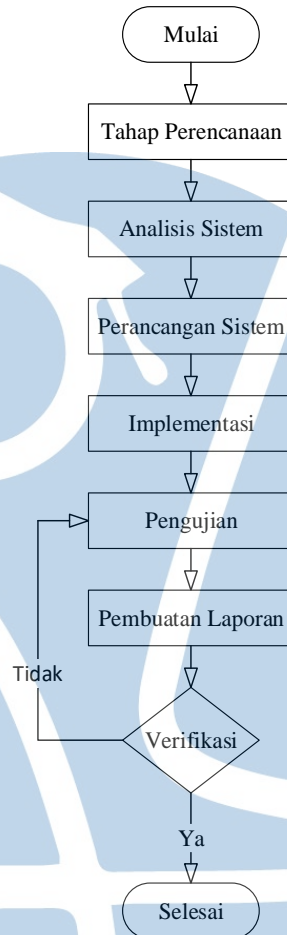 Mulai
Tahap Perencanaan
Analisis Sistem
Perancangan Sistem
Implementasi
Pengujian
Pembuatan Laporan
Tidak
Verifikasi
Ya
Selesai